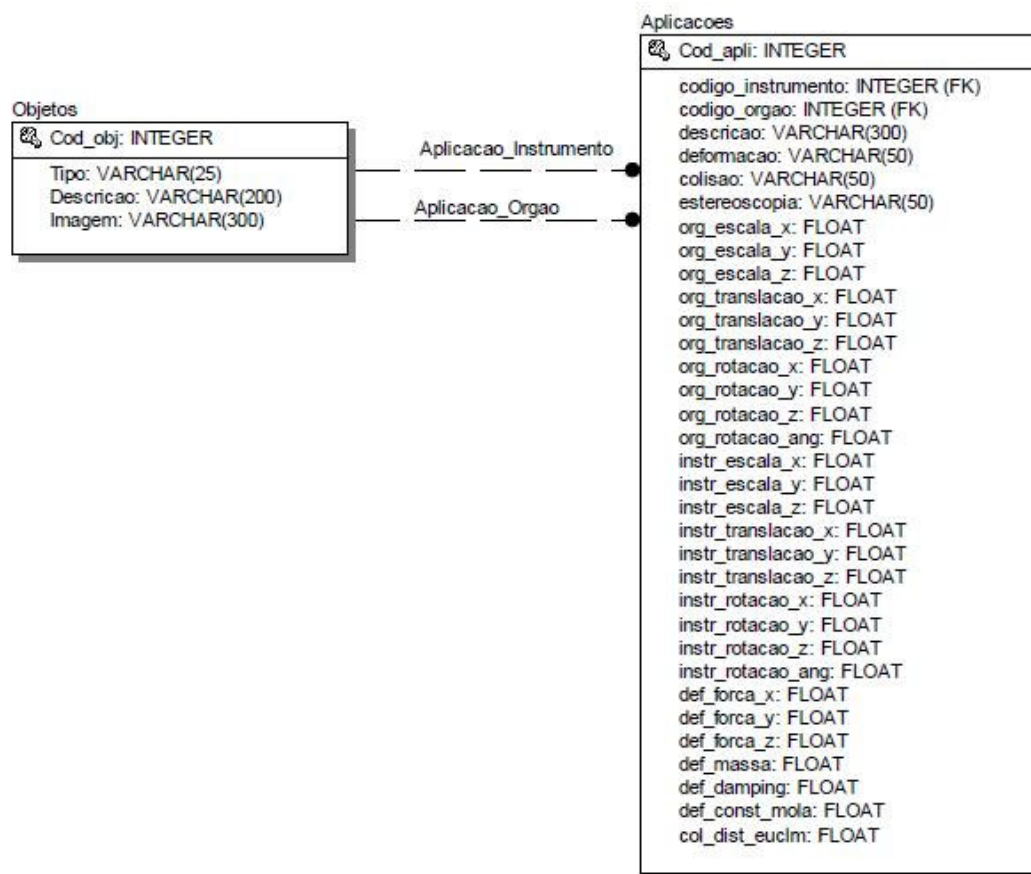 Objetos
Cod_obj: INTEGER
Tipo: VARCHAR(25)
Descricao: VARCHAR(200)
Imagem: VARCHAR(300)
Aplicacao_Instrumento
Aplicacao_Orgao
Aplicacoes
Cod_apli: INTEGER
codigo_instrumento: INTEGER (FK)
codigo_orgao: INTEGER (FK)
descricao: VARCHAR(300)
deformacao: VARCHAR(50)
colisao: VARCHAR(50)
estereoscopia: VARCHAR(50)
org_escala_x: FLOAT
org_escala_y: FLOAT
org_escala_z: FLOAT
org_translacao_x: FLOAT
org_translacao_y: FLOAT
org_translacao_z: FLOAT
org_rotacao_x: FLOAT
org_rotacao_y: FLOAT
org_rotacao_z: FLOAT
org_rotacao_ang: FLOAT
instr_escala_x: FLOAT
instr_escala_y: FLOAT
instr_escala_z: FLOAT
instr_translacao_x: FLOAT
instr_translacao_y: FLOAT
instr_translacao_z: FLOAT
instr_rotacao_x: FLOAT
instr_rotacao_y: FLOAT
instr_rotacao_z: FLOAT
instr_rotacao_ang: FLOAT
def_forca_x: FLOAT
def_forca_y: FLOAT
def_forca_z: FLOAT
def_massa: FLOAT
def_damping: FLOAT
def_const_mola: FLOAT
col_dist_euclm: FLOAT